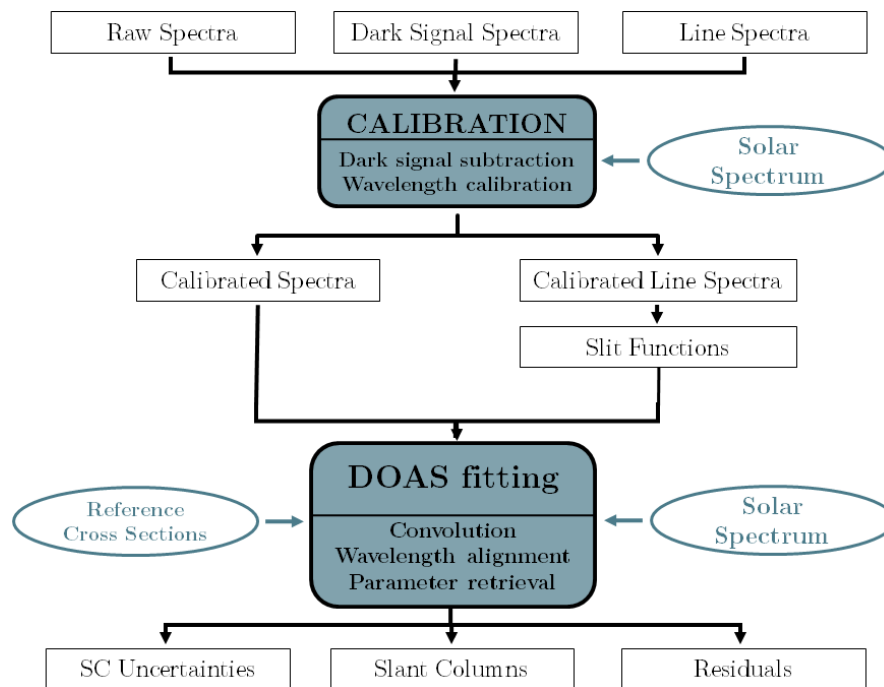 Raw Spectra
Dark Signal Spectra
Line Spectra
CALIBRATION
Dark signal subtraction
Wavelength calibration
Solar
Spectrum
Calibrated Spectra
Calibrated Line Spectra
Slit Functions
DOAS fitting
Convolution
Wavelength alignment
Parameter retrieval
Reference
Cross Sections
Solar
Spectrum
SC Uncertainties
Slant Columns
Residuals